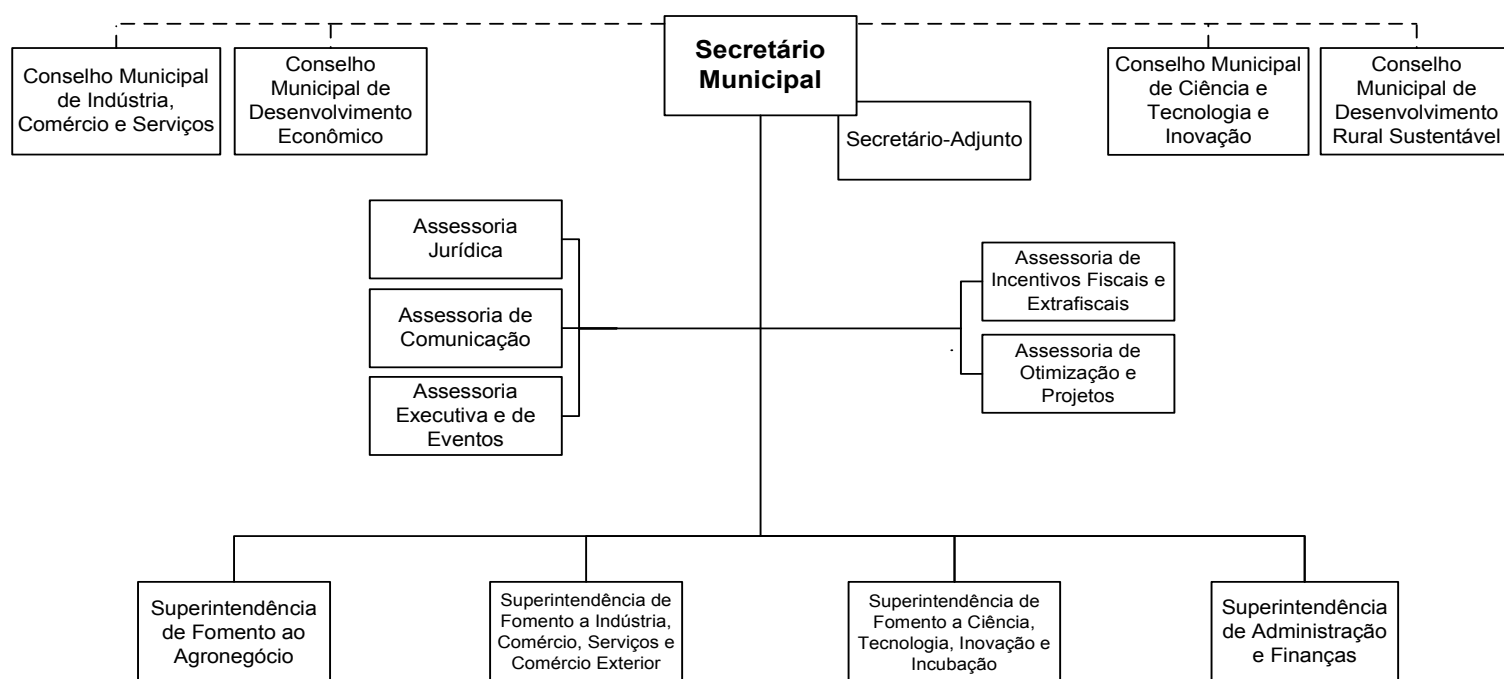 Secretário
Municipal
Conselho Municipal
de Indústria,
Comércio e Serviços
Conselho
Municipal de
Desenvolvimento
Econômico
Conselho Municipal
de Ciência e
Tecnologia e
Inovação
Conselho
Municipal de
Desenvolvimento
Rural Sustentável
Secretário-Adjunto
Assessoria
Jurídica
Assessoria de
Comunicação
Assessoria
Executiva e de
Eventos
Assessoria de
Incentivos Fiscais e
Extrafiscais
Assessoria de
Otimização e
Projetos
Superintendência
de Fomento ao
Agronegócio
Superintendência de
Fomento a Indústria,
Comércio, Serviços e
Comércio Exterior
Superintendência de
Fomento a Ciência,
Tecnologia, Inovação e
Incubação
Superintendência
de Administração
e Finanças